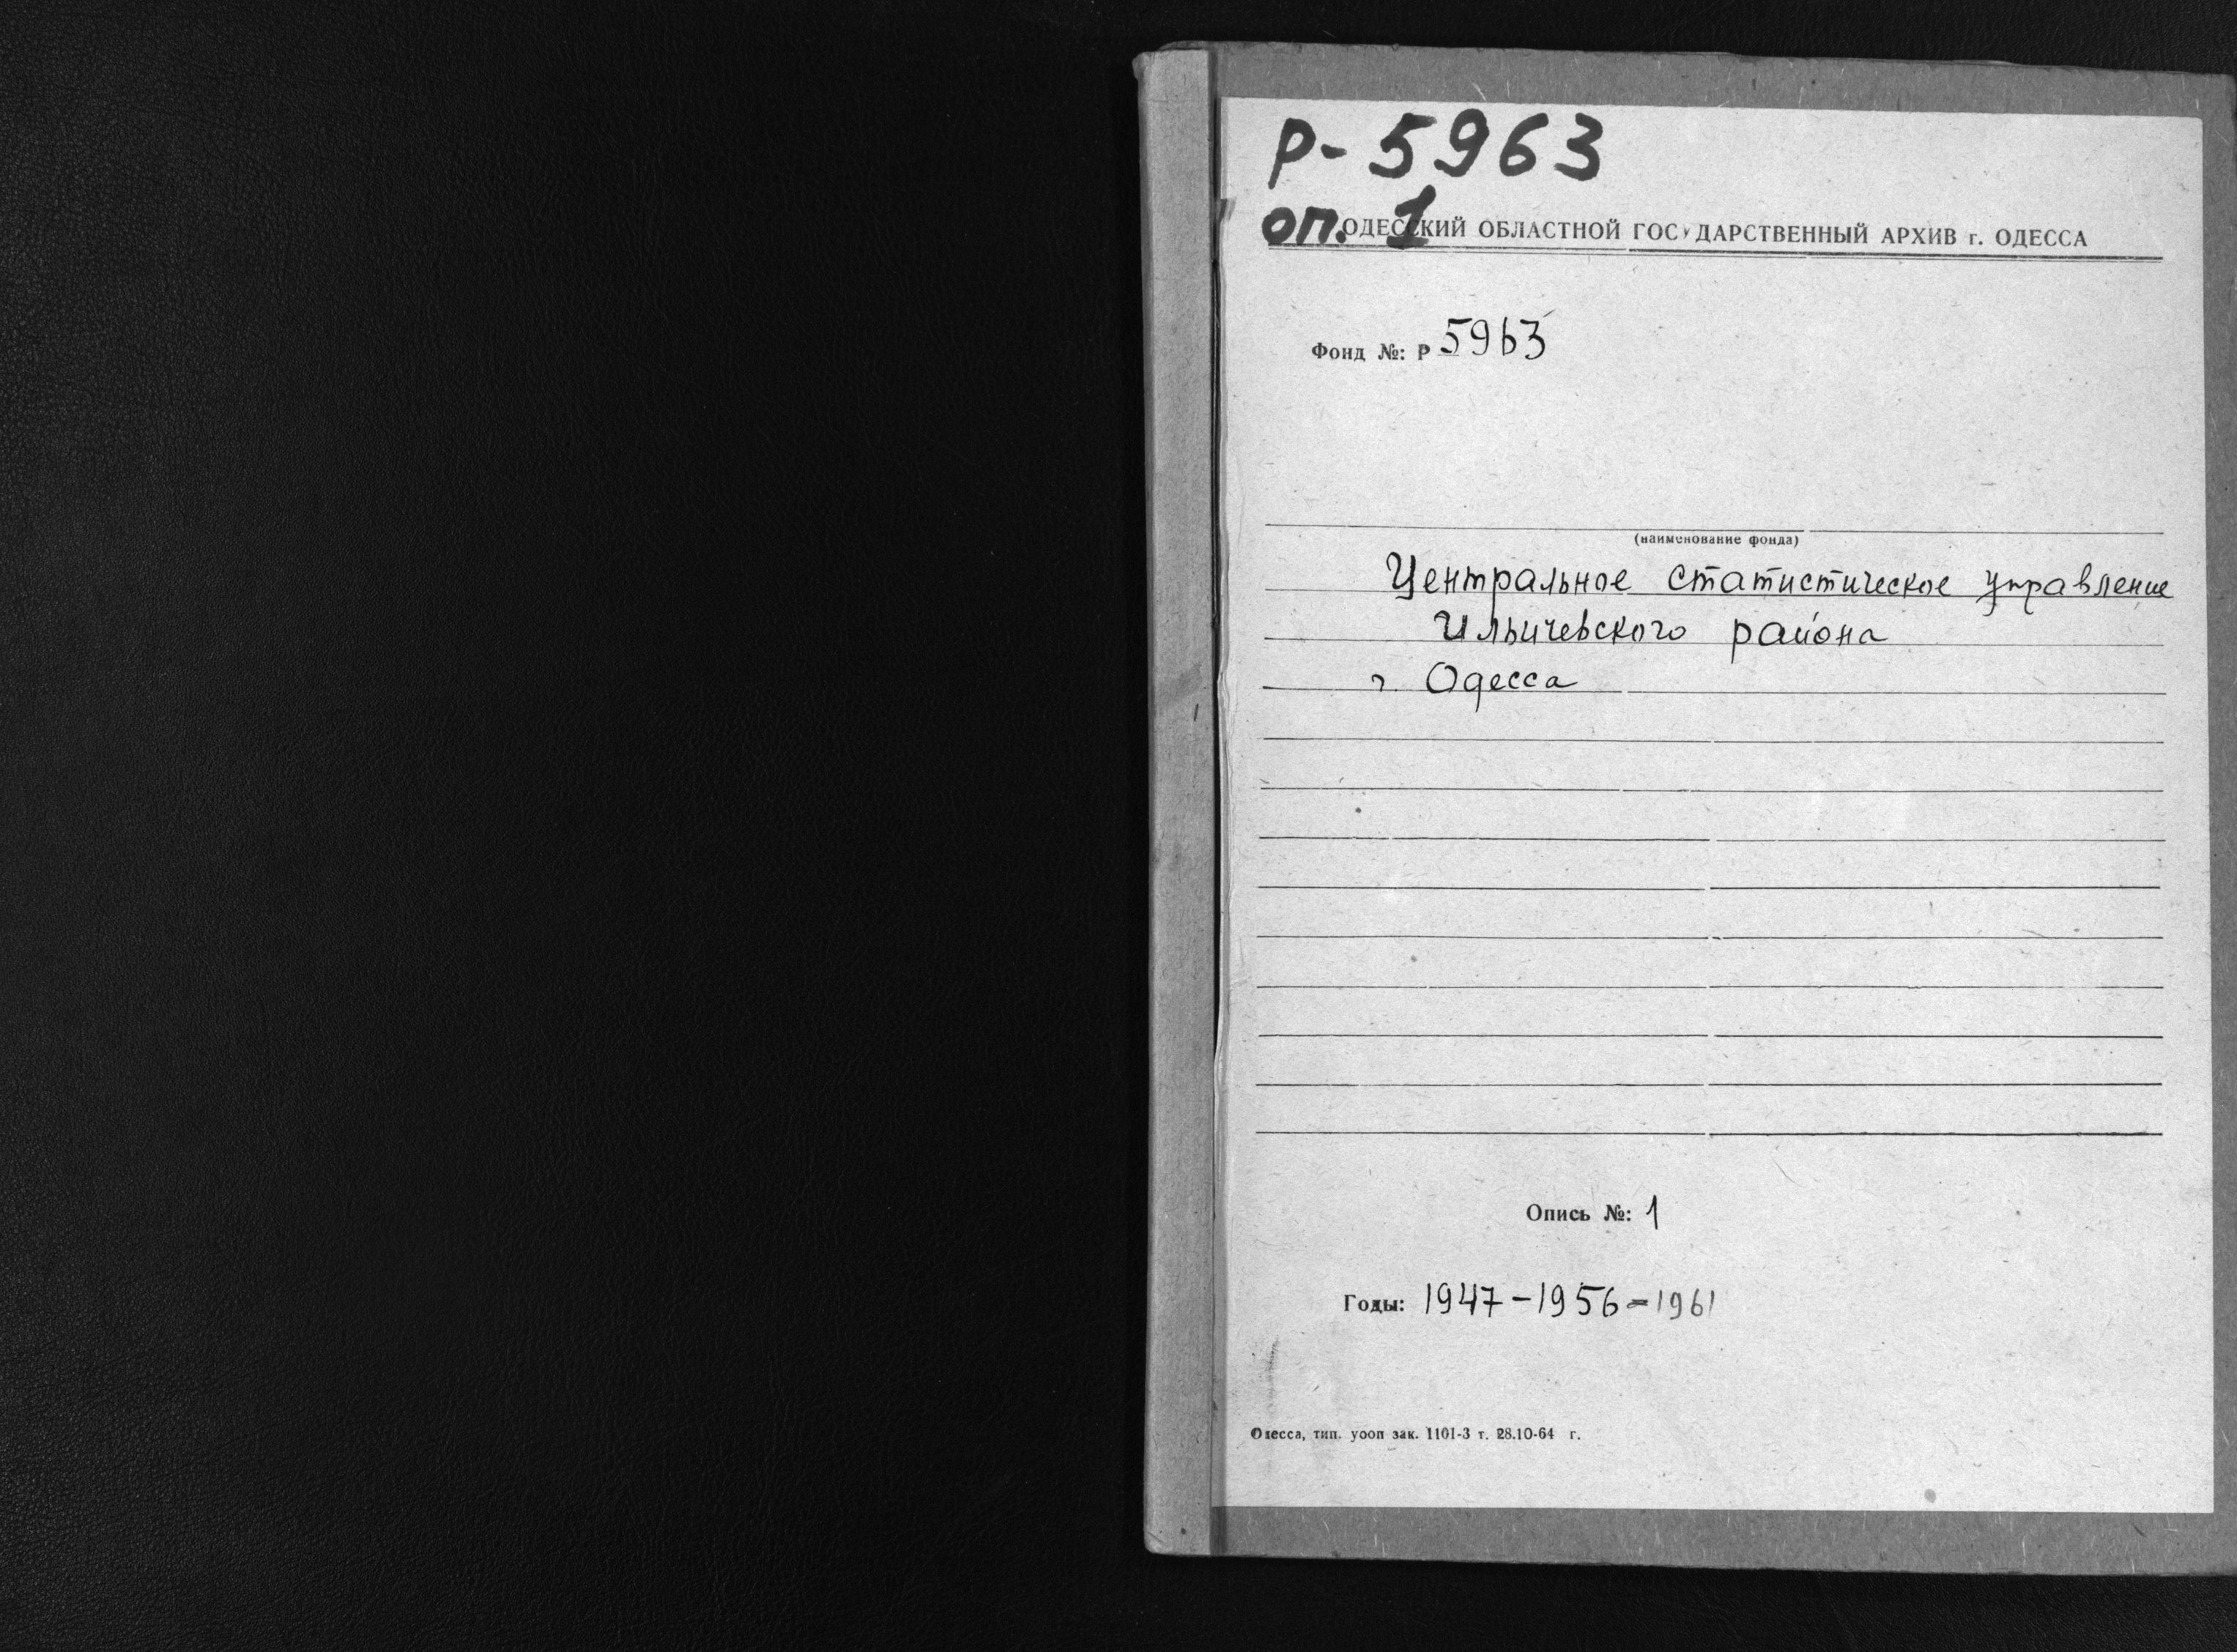 Р-5963
оп. 1
ОДЕССКИЙ ОБЛАСТНОЙ ГОСУДАРСТВЕННЫЙ АРХИВ г. ОДЕССА
Фонд №: Р 5963
(наименование фонда)
Центральное статистическое управление
Ильичевского района
г. Одесса
Опись №: 1
Годы: 1947-1956-1961
Одесса, тип. уооп зак. 1101-3 т. 28.10-64 г.